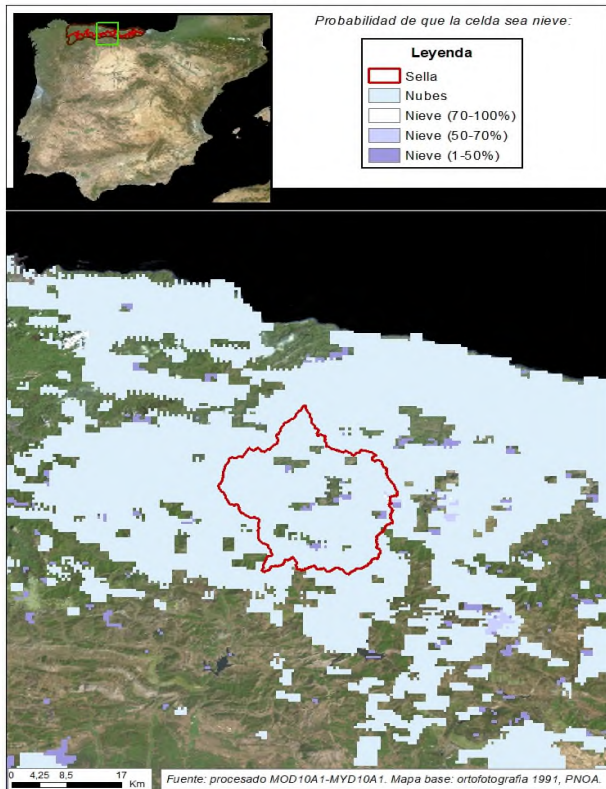 Probabilidad de que la celda sea nieve:
Leyenda
Sella
Nubes
Nieve (70-100%)
Nieve (50-70%)
Nieve (1-50%)
0 4,25 8,5 17
Km
Fuente: procesado MOD10A1-MYD10A1. Mapa base: ortofotografia 1991, PNOA.